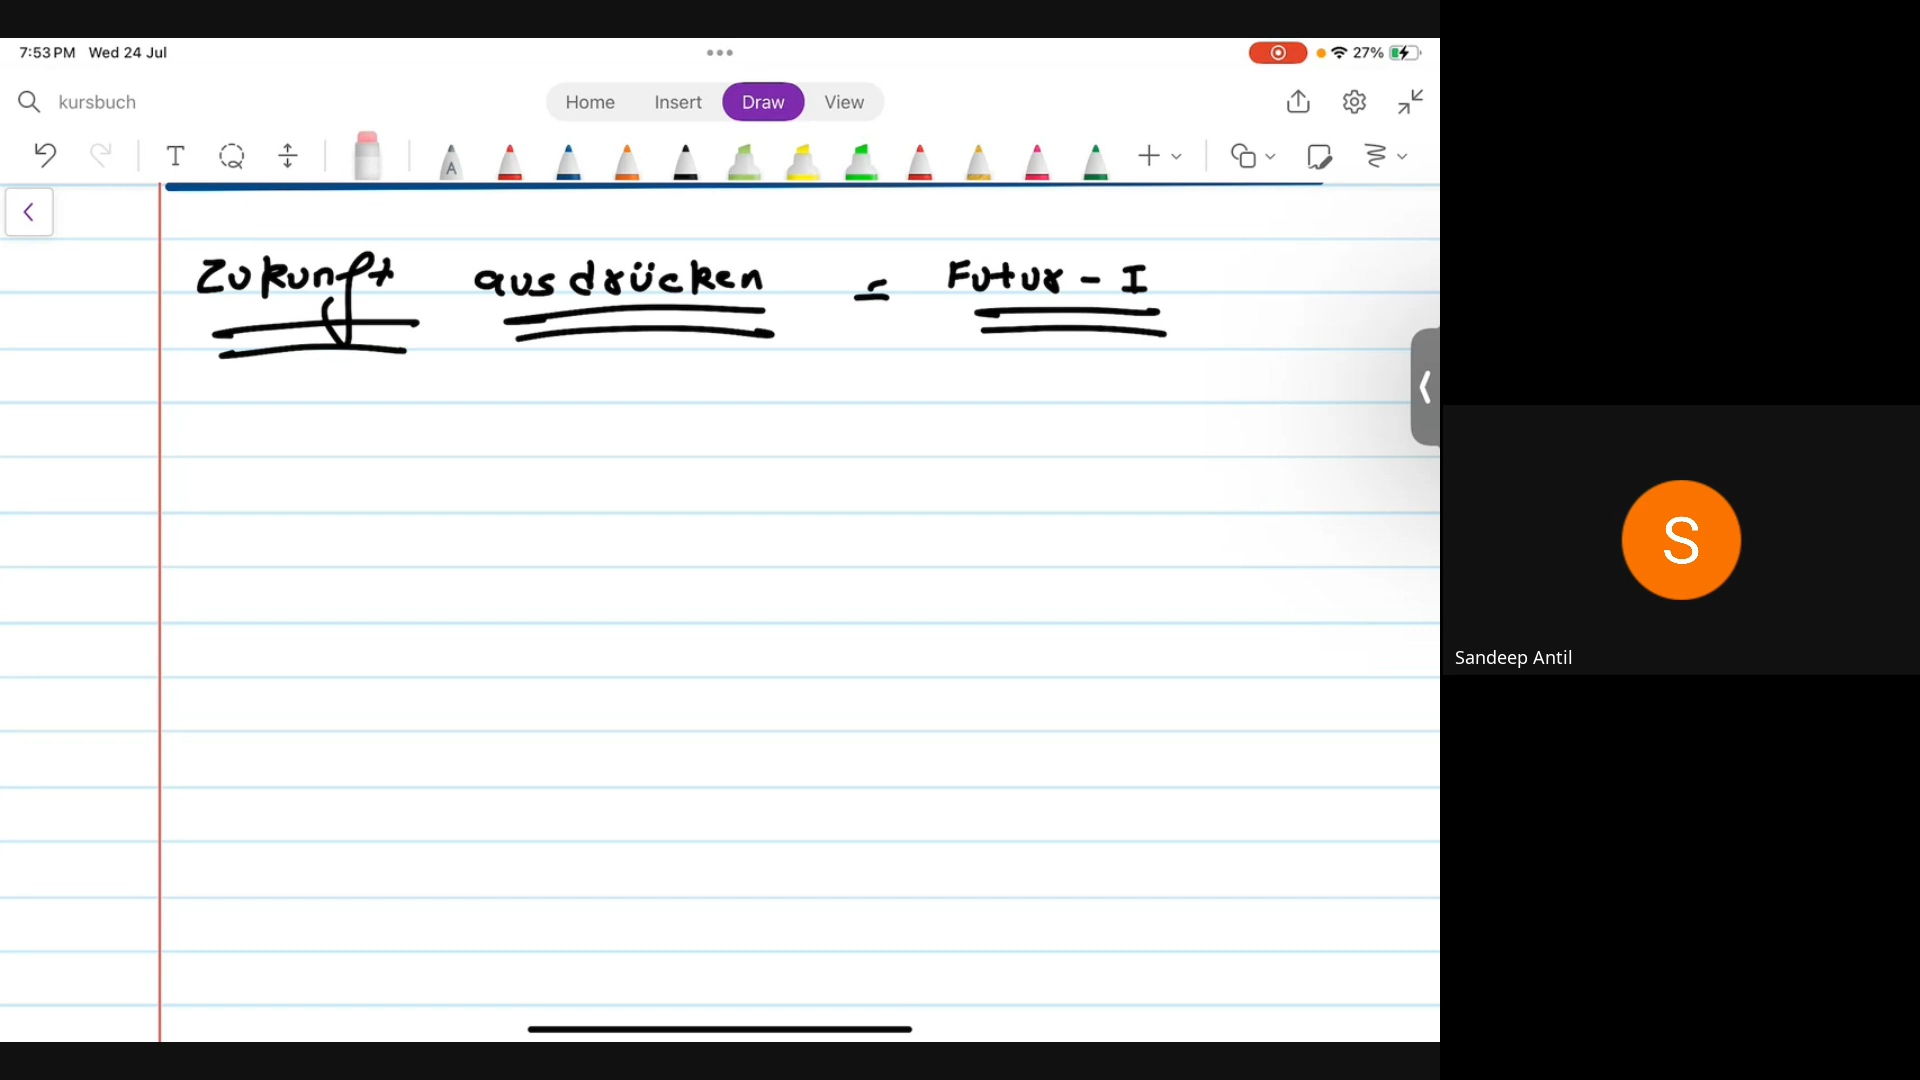 7:53 PM Wed 24 Jul
27%
kursbuch
Home Insert Draw View
T
A
Zukunft ausdrücken = Futur - I
S
Sandeep Antil